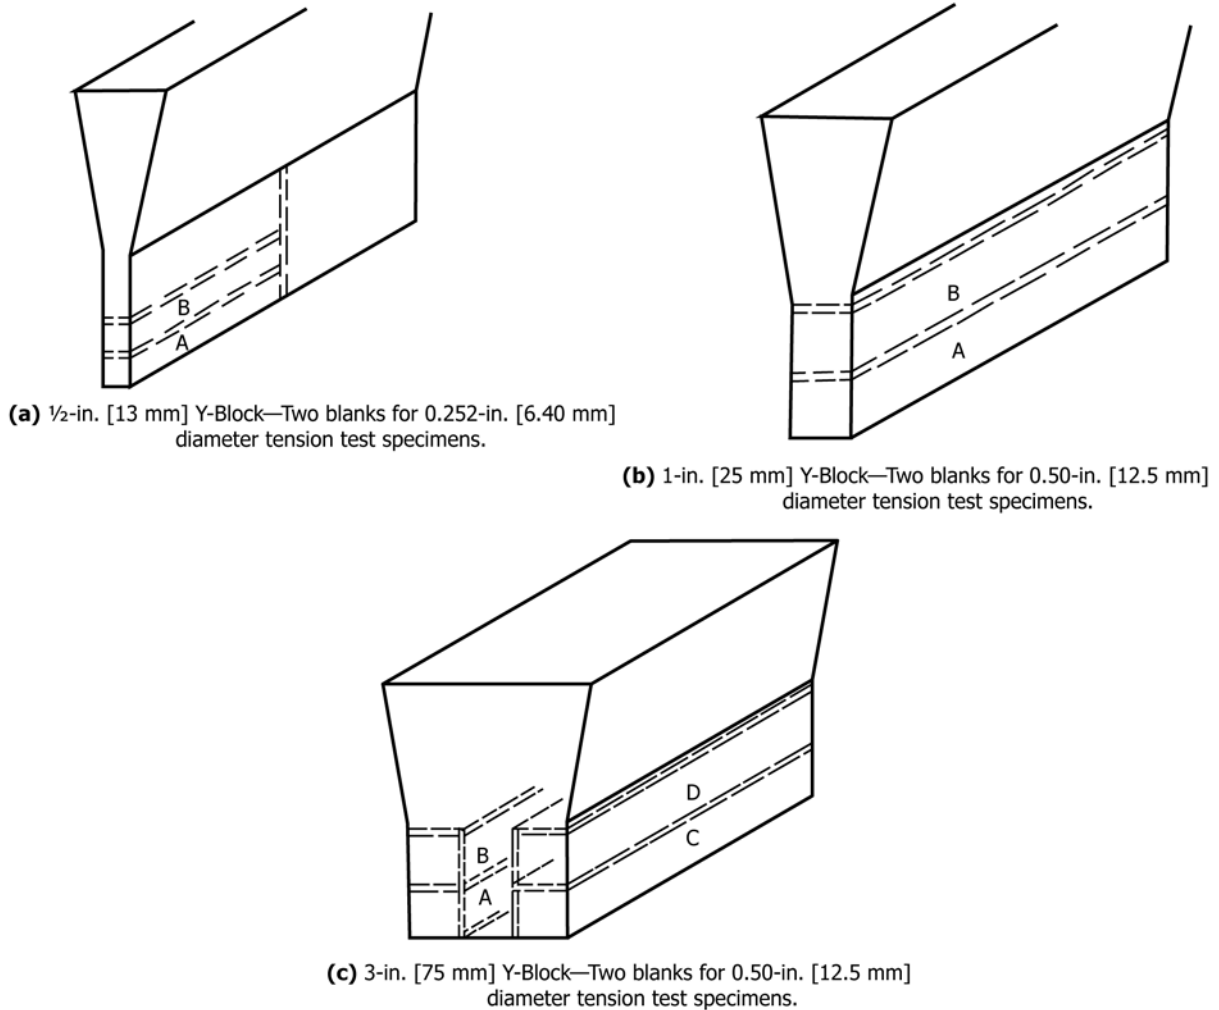 B
A
(a) ½-in. [13 mm] Y-Block—Two blanks for 0.252-in. [6.40 mm]
diameter tension test specimens.
B
A
(b) 1-in. [25 mm] Y-Block—Two blanks for 0.50-in. [12.5 mm]
diameter tension test specimens.
D
C
B
A
(c) 3-in. [75 mm] Y-Block—Two blanks for 0.50-in. [12.5 mm]
diameter tension test specimens.